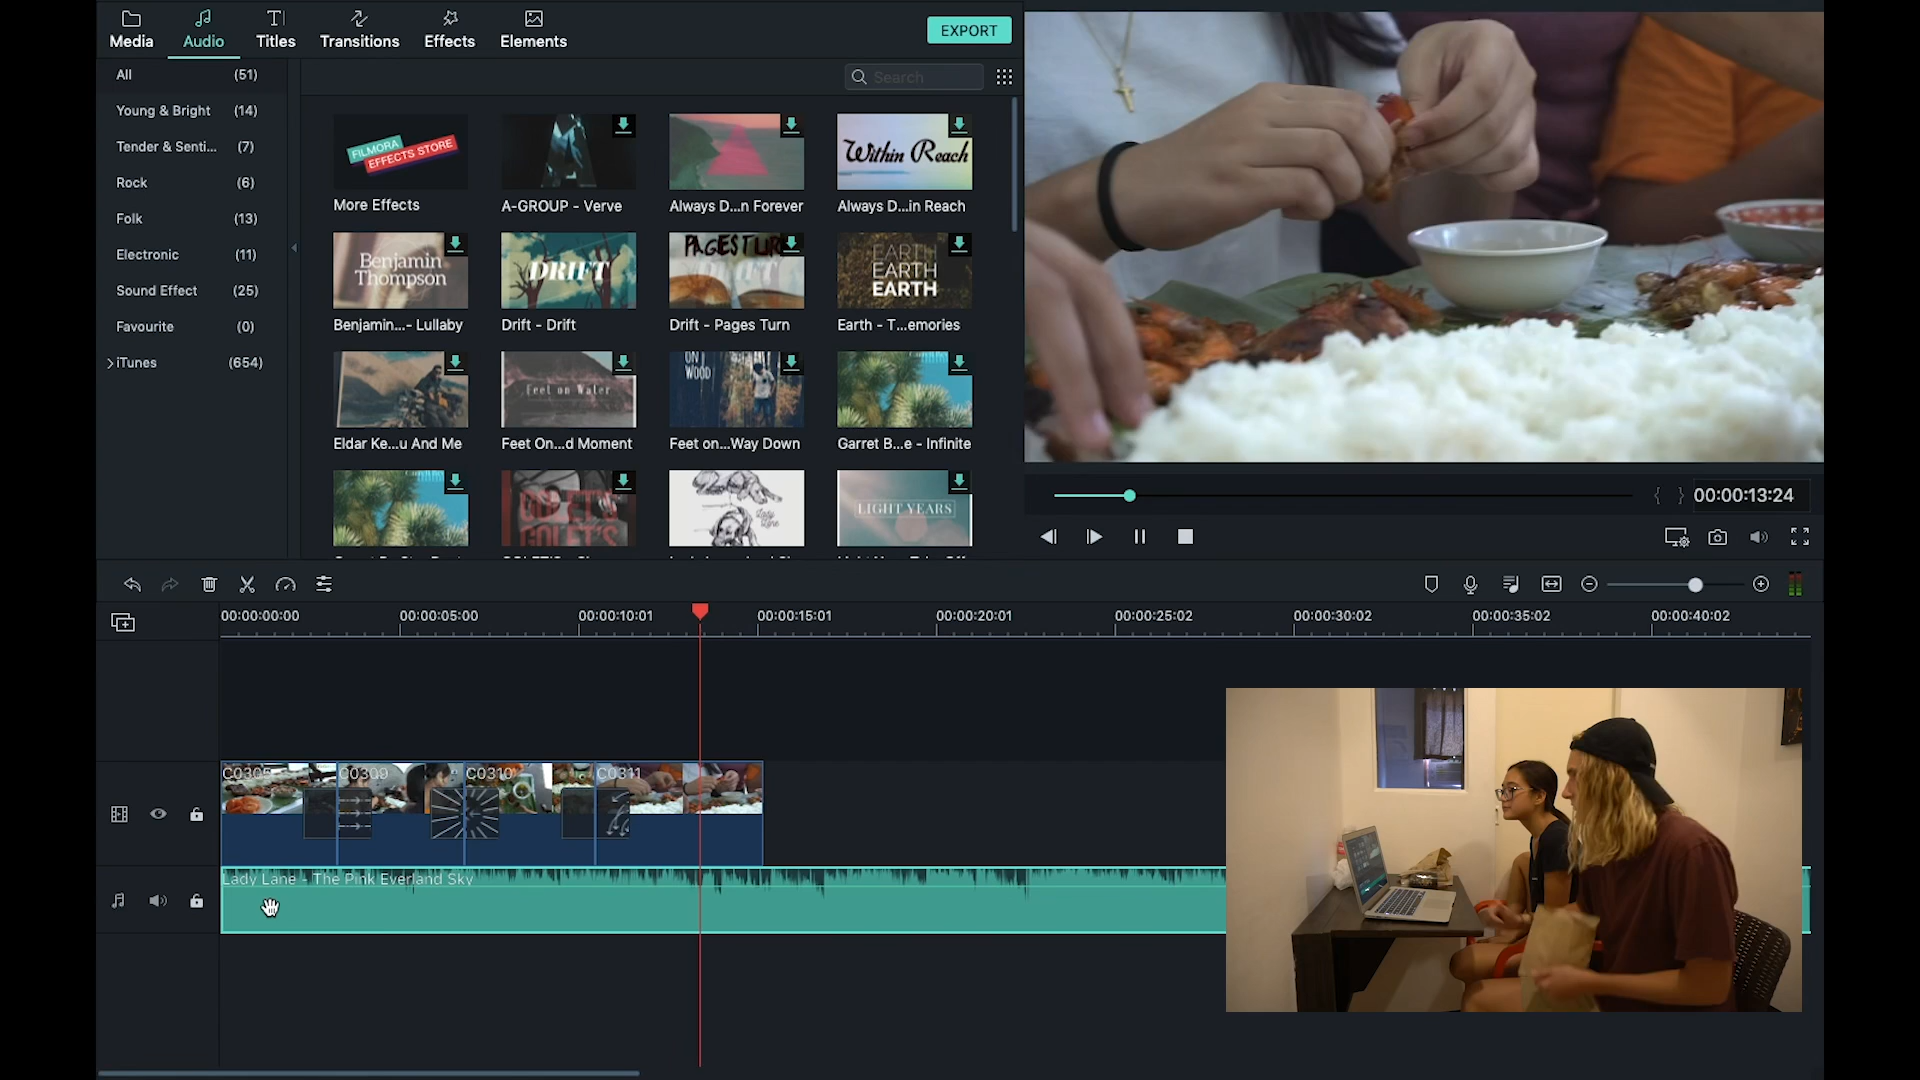 Media
Audio
Titles
Transitions
Effects
Elements
EXPORT
All (51)
Young & Bright (14)
Tender & Senti... (7)
Rock (6)
Folk (13)
Electronic (11)
Sound Effect (25)
Favourite (0)
iTunes (654)
Search
FILMORA
EFFECTS STORE
A
Within Reach
More Effects
A-GROUP - Verve
Always D...n Forever
Always D...in Reach
Benjamin
Thompson
DRIFT
PAGES TURN
EARTH
EARTH
EARTH
Benjamin...- Lullaby
Drift - Drift
Drift - Pages Turn
Earth - T...emories
Feet on Water
ON
WOOD
Eldar Ke...u And Me
Feet On...d Moment
Feet on...Way Down
Garret B...e - Infinite
GOLET'S
GOLET'S
Lady
Lane
LIGHT YEARS
{ } 00:00:13:24
00:00:00:00
00:00:05:00
00:00:10:01
00:00:15:01
00:00:20:01
00:00:25:02
00:00:30:02
00:00:35:02
00:00:40:02
C0309
C0310
C0311
Lady Lane - The Pink Everland Sky